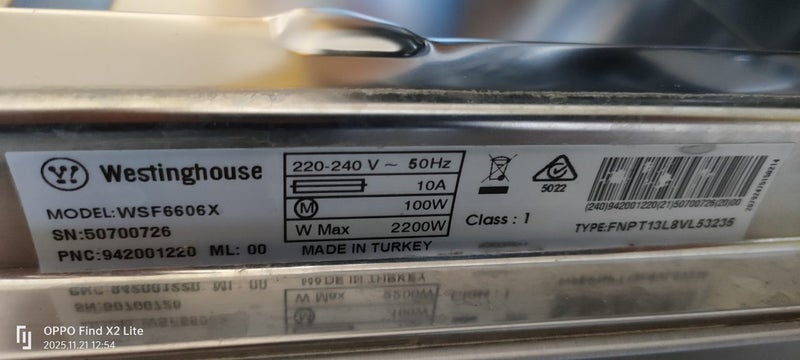 Westinghouse
MODEL:WSF6606X
SN:50700726
PNC:942001220 ML: 00
220-240 V ~ 50Hz
10A
M 100W
W Max 2200W
MADE IN TURKEY
Class : 1
5022
(240)942001220(21)50700726(20)00
TYPE:FNPT13L8VL53235
OPPO Find X2 Lite
2025.11.21 12:54